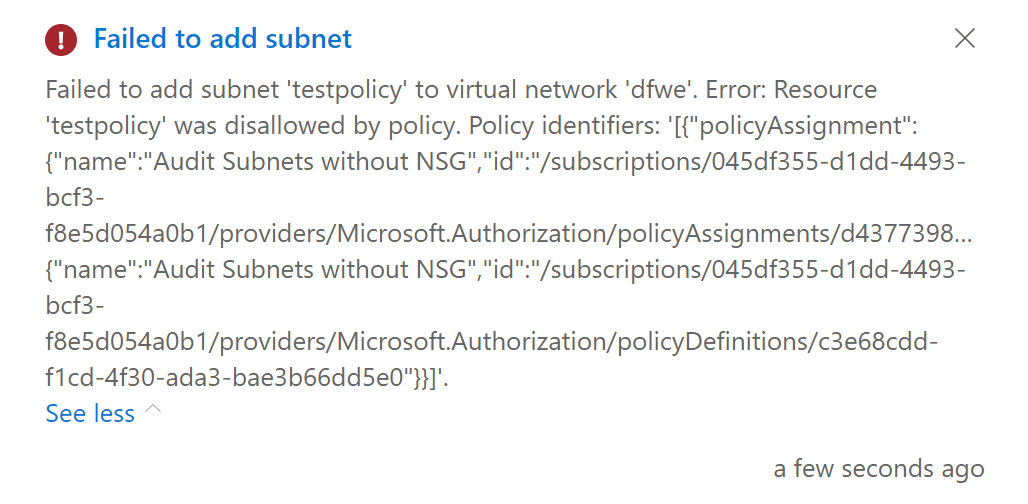 Failed to add subnet
Failed to add subnet 'testpolicy' to virtual network 'dfwe'. Error: Resource
'testpolicy' was disallowed by policy. Policy identifiers: '[{"policyAssignment":
{"name":"Audit Subnets without NSG","id":"/subscriptions/045df355-d1dd-4493-
bcf3-
f8e5d054a0b1/providers/Microsoft.Authorization/policyAssignments/d4377398...
{"name":"Audit Subnets without NSG","id":"/subscriptions/045df355-d1dd-4493-
bcf3-
f8e5d054a0b1/providers/Microsoft.Authorization/policyDefinitions/c3e68cdd-
f1cd-4f30-ada3-bae3b66dd5e0"}}]'.
See less
a few seconds ago